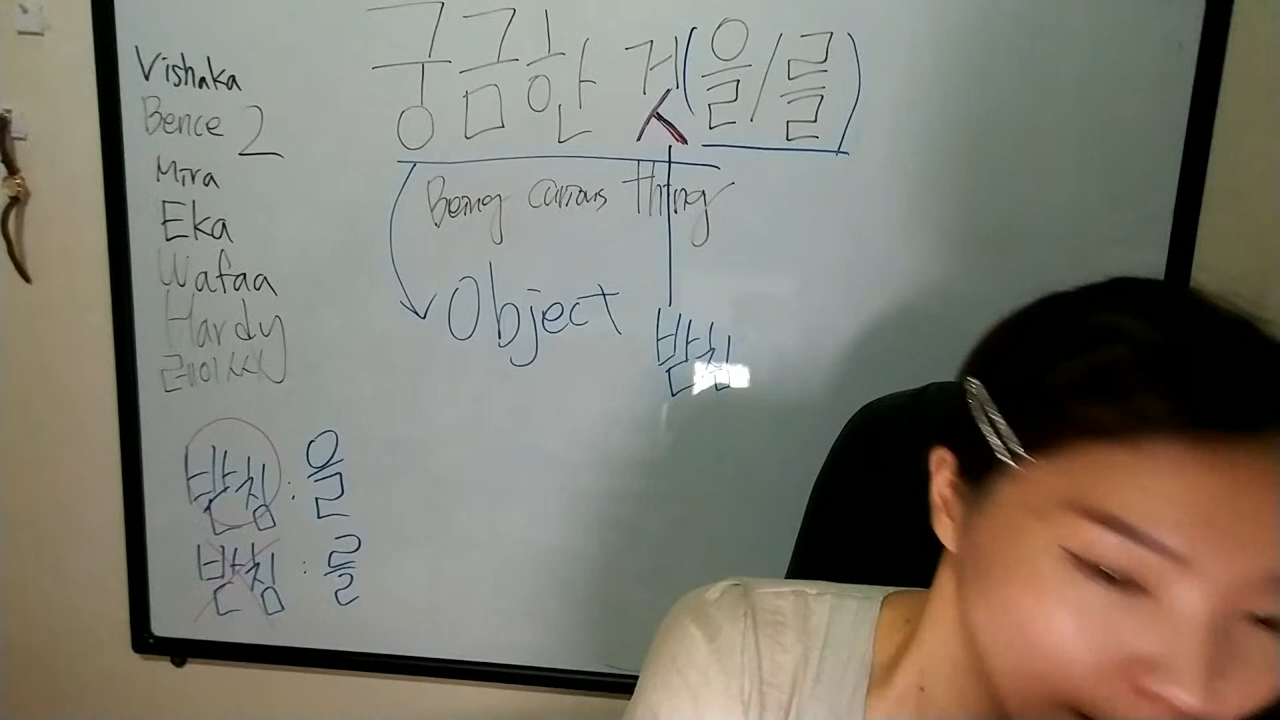 Vishaka
Bence 2
Mira
Eka
Wafaa
Hardy
레이씨
궁금한 것(을/를)
Being curious thing
Object
받침
받침 : 을
받침 : 를